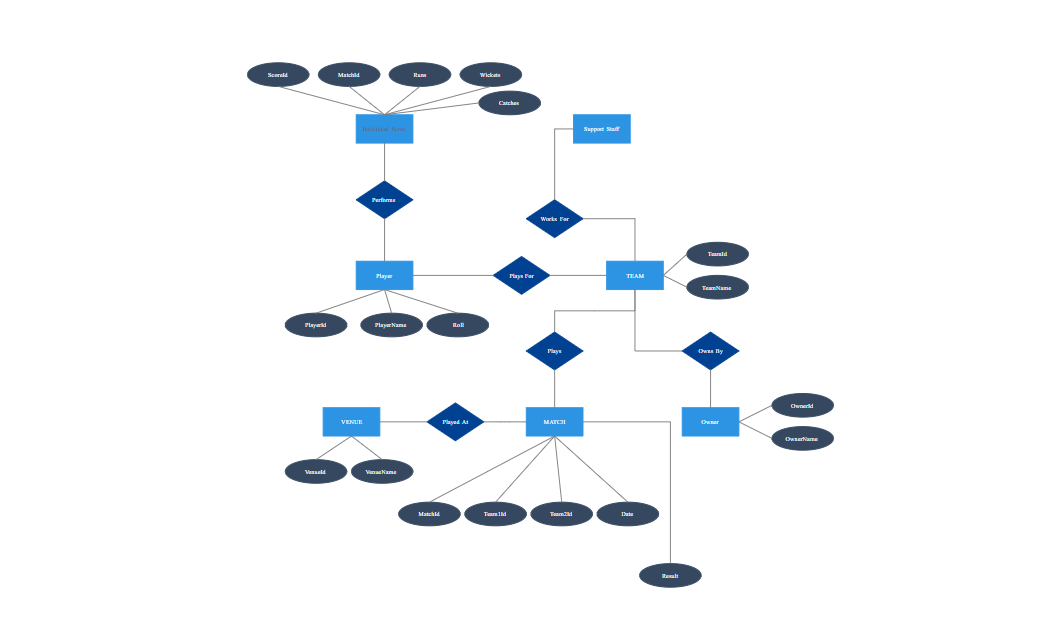 ScoreId
MatchId
Runs
Wickets
Catches
Support Staff
Performs
Works For
Player
Plays For
TEAM
TeamId
TeamName
PlayerId
PlayerName
Roll
Plays
Owns By
VENUE
Played At
MATCH
Owner
OwnerId
OwnerName
VenueId
VenueName
MatchId
Team1Id
Team2Id
Date
Result